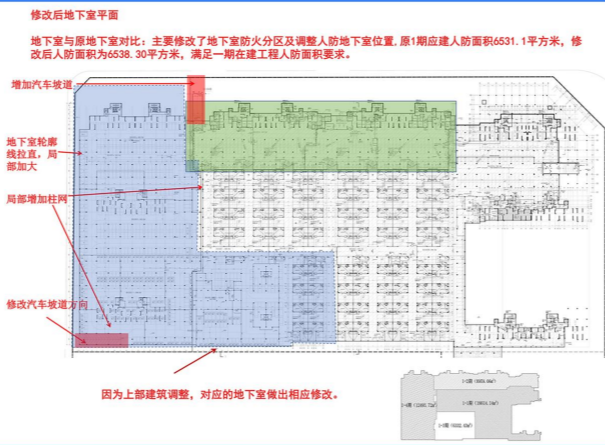 修改后地下室平面
地下室与原地下室对比：主要修改了地下室防火分区及调整人防地下室位置,原1期应建人防面积6531.1平方米，修
改后人防面积为6538.30平方米，满足一期在建工程人防面积要求。
增加汽车坡道
地下室轮廓
线拉直，局
部加大
局部增加柱网
修改汽车坡道方向
因为上部建筑调整，对应的地下室做出相应修改。